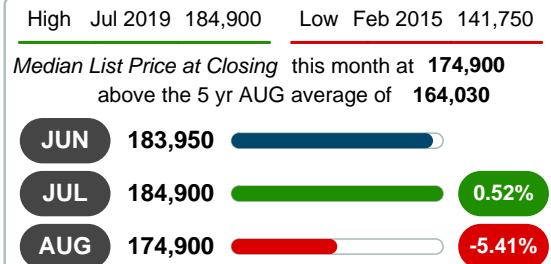 High Jul 2019 184,900 Low Feb 2015 141,750
Median List Price at Closing this month at 174,900
above the 5 yr AUG average of 164,030
JUN 183,950
JUL 184,900 0.52%
AUG 174,900 -5.41%